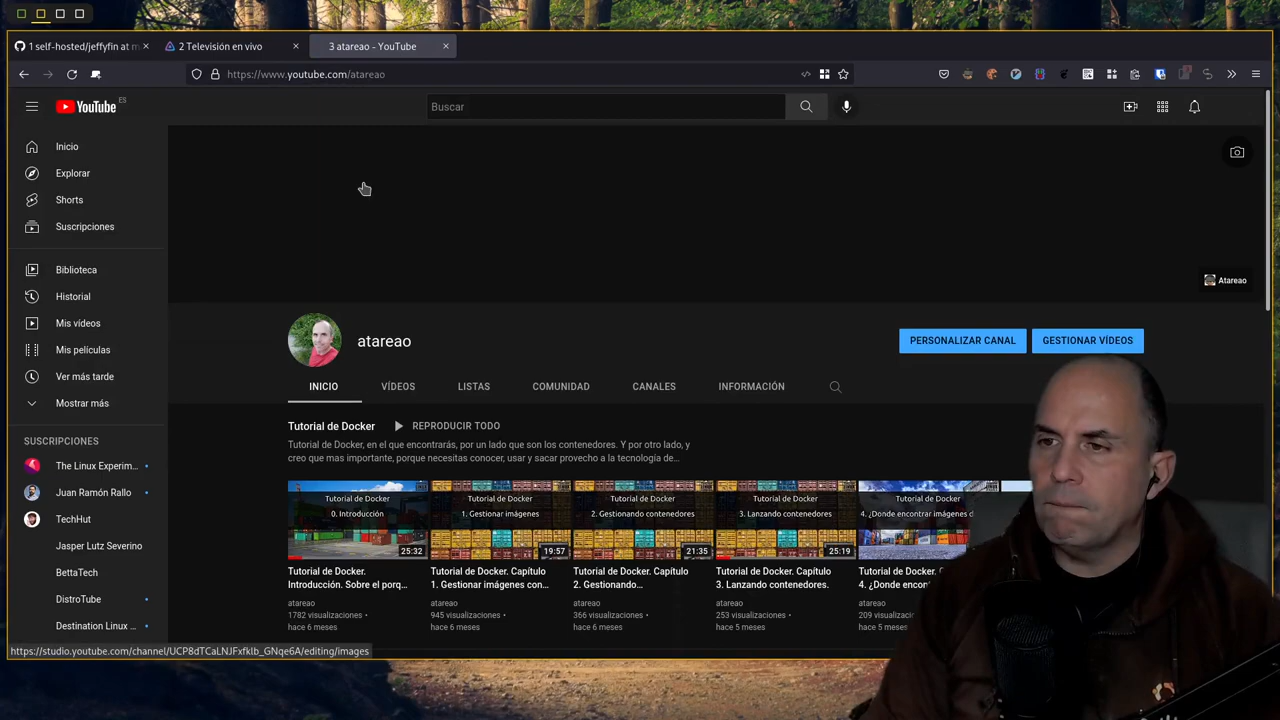 1 self-hosted/jeffyfin at m
2 Televisión en vivo
3 atareao - YouTube
https://www.youtube.com/atareao
YouTube ES
Buscar
Inicio
Explorar
Shorts
Suscripciones
Biblioteca
Historial
Mis vídeos
Mis películas
Ver más tarde
Mostrar más
SUSCRIPCIONES
The Linux Experim...
Juan Ramón Rallo
TechHut
Jasper Lutz Severino
BettaTech
DistroTube
Destination Linux ...
Atareao
atareao
PERSONALIZAR CANAL
GESTIONAR VÍDEOS
INICIO
VÍDEOS
LISTAS
COMUNIDAD
CANALES
INFORMACIÓN
Tutorial de Docker
REPRODUCIR TODO
Tutorial de Docker, en el que encontrarás, por un lado que son los contenedores. Y por otro lado, y
creo que mas importante, porque necesitas conocer, usar y sacar provecho a la tecnología de...
Tutorial de Docker
0. Introducción
25:32
Tutorial de Docker.
Introducción. Sobre el porq...
atareao
1782 visualizaciones •
hace 6 meses
Tutorial de Docker
1. Gestionar imágenes
19:57
Tutorial de Docker. Capítulo
1. Gestionar imágenes con...
atareao
945 visualizaciones •
hace 6 meses
Tutorial de Docker
2. Gestionando contenedores
21:35
Tutorial de Docker. Capítulo
2. Gestionando...
atareao
366 visualizaciones •
hace 6 meses
Tutorial de Docker
3. Lanzando contenedores
25:19
Tutorial de Docker. Capítulo
3. Lanzando contenedores.
atareao
253 visualizaciones •
hace 5 meses
Tutorial de Docker
4. ¿Donde encontrar imágenes d
Tutorial de Docker.
4. ¿Donde encont
atareao
209 visualizaciones
hace 5 meses
https://studio.youtube.com/channel/UCP8dTCaLNJFxfklb_GNqe6A/editing/images